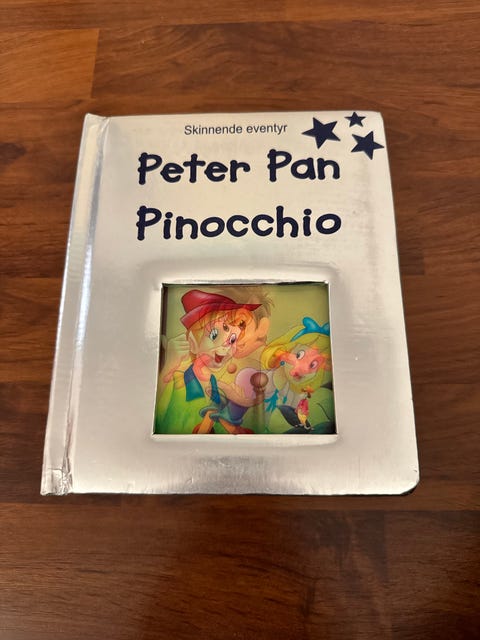 Skinnende eventyr
Peter Pan
Pinocchio